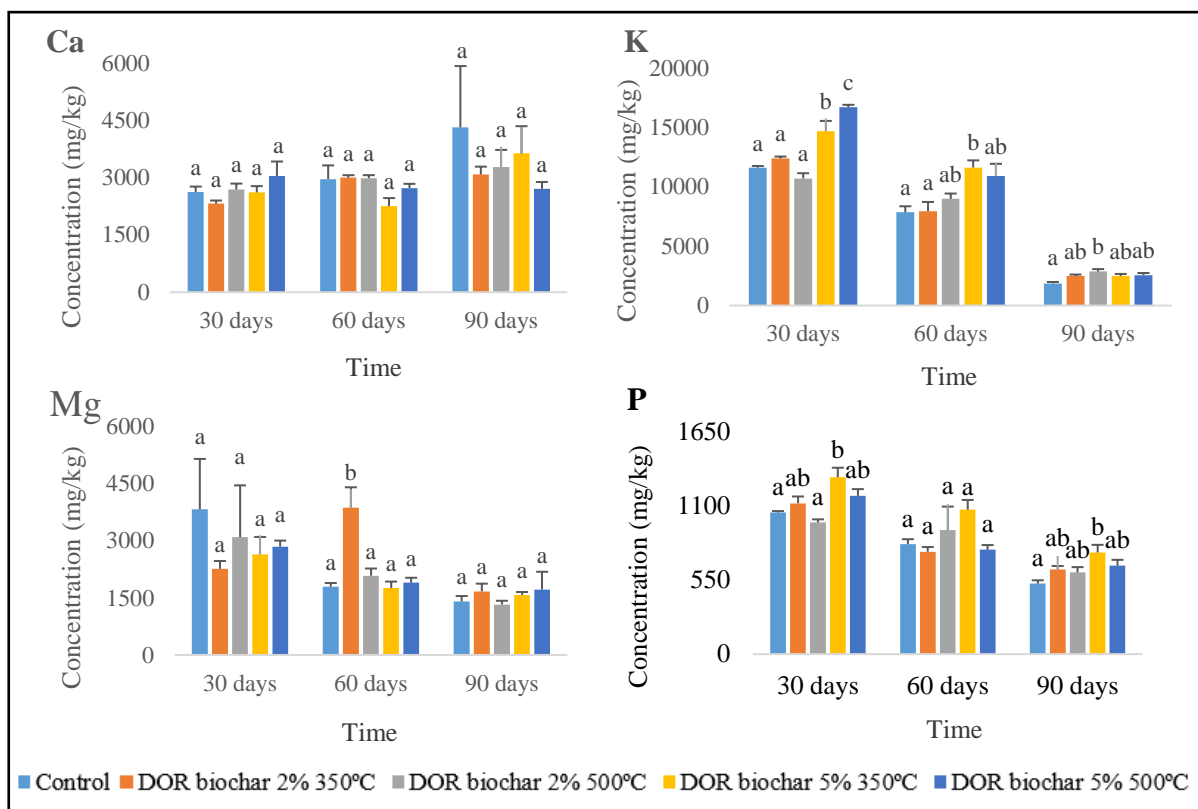 Ca
Concentration (mg/kg)
6000
4500
3000
1500
0
a a a a a
a a a a a
a a a a a
30 days 60 days 90 days
Time
K
Concentration (mg/kg)
20000
15000
10000
5000
0
a a a b c
a a ab b ab
a ab b ab ab
30 days 60 days 90 days
Time
Mg
Concentration (mg/kg)
6000
4500
3000
1500
0
a a a a a
a b a a a
a a a a a
30 days 60 days 90 days
Time
P
Concentration (mg/kg)
1650
1100
550
0
a ab a b ab
a a a a a
a ab ab b ab
30 days 60 days 90 days
Time
Control DOR biochar 2% 350ºC DOR biochar 2% 500ºC DOR biochar 5% 350ºC DOR biochar 5% 500ºC